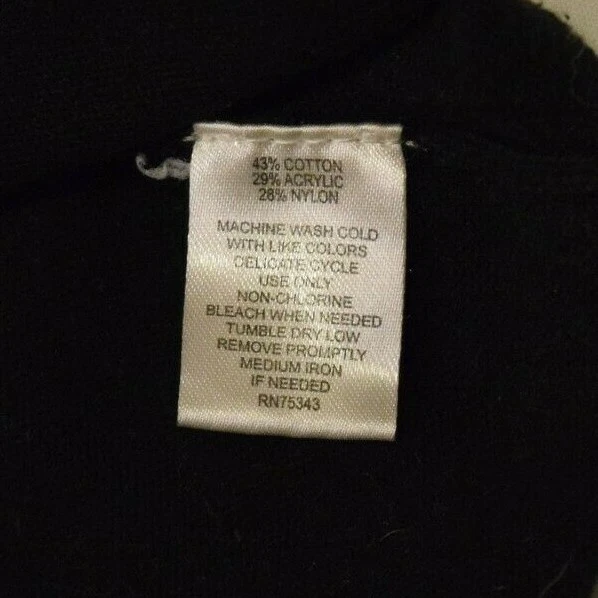 43% COTTON
29% ACRYLIC
28% NYLON
MACHINE WASH COLD
WITH LIKE COLORS
DELICATE CYCLE
USE ONLY
NON-CHLORINE
BLEACH WHEN NEEDED
TUMBLE DRY LOW
REMOVE PROMPTLY
MEDIUM IRON
IF NEEDED
RN75343